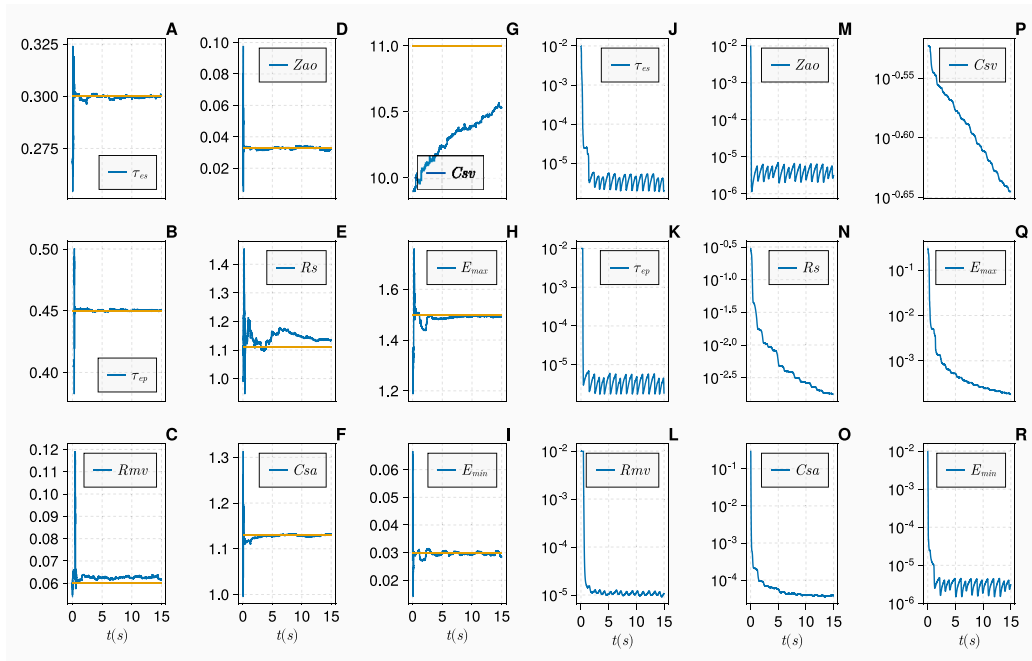 A
0.325
0.300
0.275
τ_es
D
0.10
0.08
0.06
0.04
0.02
Zao
G
11.0
10.5
10.0
Csv
J
10^-2
10^-3
10^-4
10^-5
τ_es
M
10^-2
10^-3
10^-4
10^-5
10^-6
Zao
P
10^-0.55
10^-0.60
10^-0.65
Csv
B
0.50
0.45
0.40
τ_ep
E
1.4
1.3
1.2
1.1
1.0
Rs
H
1.6
1.4
1.2
E_max
K
10^-2
10^-3
10^-4
10^-5
τ_ep
N
10^-0.5
10^-1.0
10^-1.5
10^-2.0
10^-2.5
Rs
Q
10^-1
10^-2
10^-3
E_max
C
0.12
0.11
0.10
0.09
0.08
0.07
0.06
Rmv
0 5 10 15
t(s)
F
1.3
1.2
1.1
1.0
Csa
0 5 10 15
t(s)
I
0.06
0.05
0.04
0.03
0.02
E_min
0 5 10 15
t(s)
L
10^-2
10^-3
10^-4
10^-5
Rmv
0 5 10 15
t(s)
O
10^-1
10^-2
10^-3
10^-4
Csa
0 5 10 15
t(s)
R
10^-2
10^-3
10^-4
10^-5
10^-6
E_min
0 5 10 15
t(s)